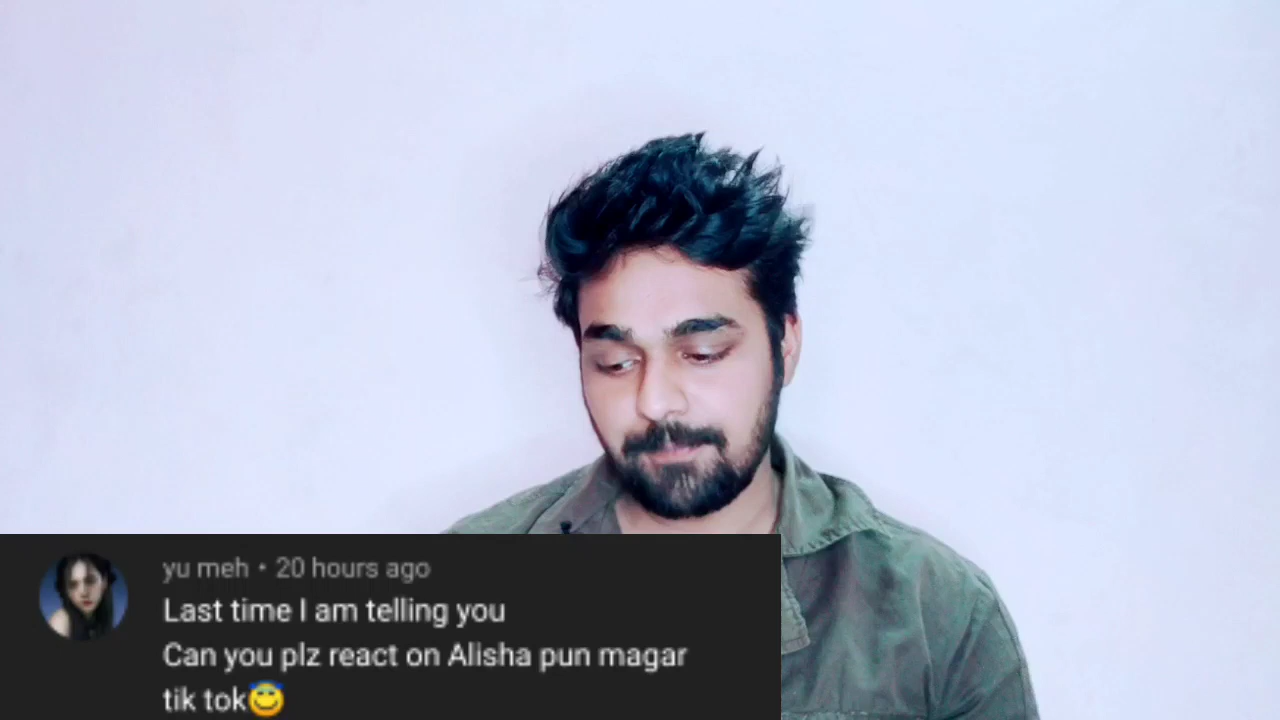 yu meh • 20 hours ago
Last time I am telling you
Can you plz react on Alisha pun magar
tik tok😇